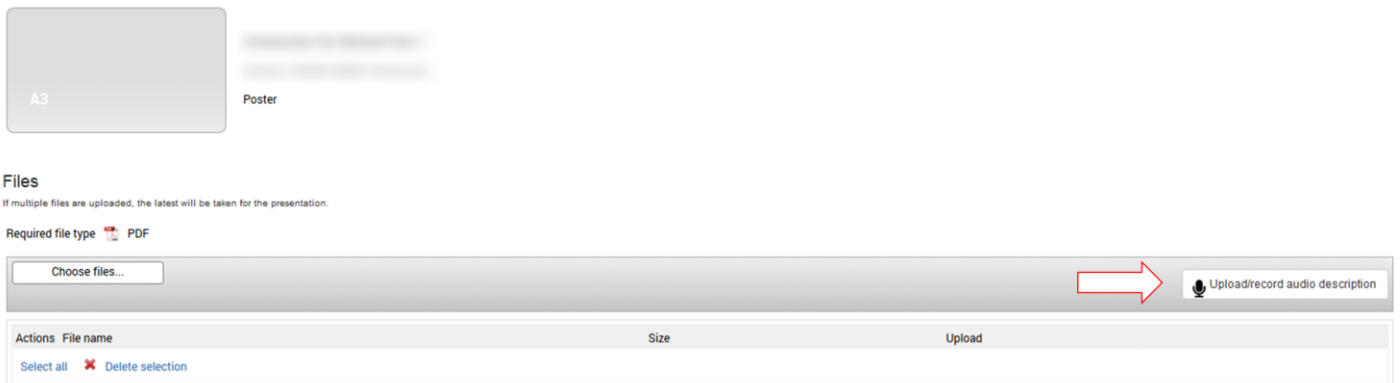 A3
Poster
Files
If multiple files are uploaded, the latest will be taken for the presentation.
Required file type PDF
Choose files...
Upload/record audio description
Actions File name Size Upload
Select all Delete selection